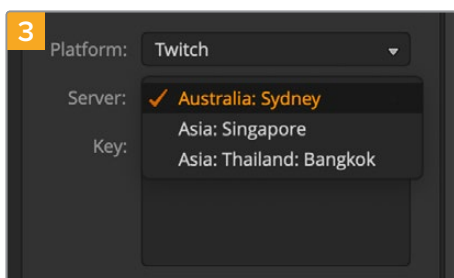 3
Platform: Twitch
Server: ✓ Australia: Sydney
Asia: Singapore
Key:
Asia: Thailand: Bangkok